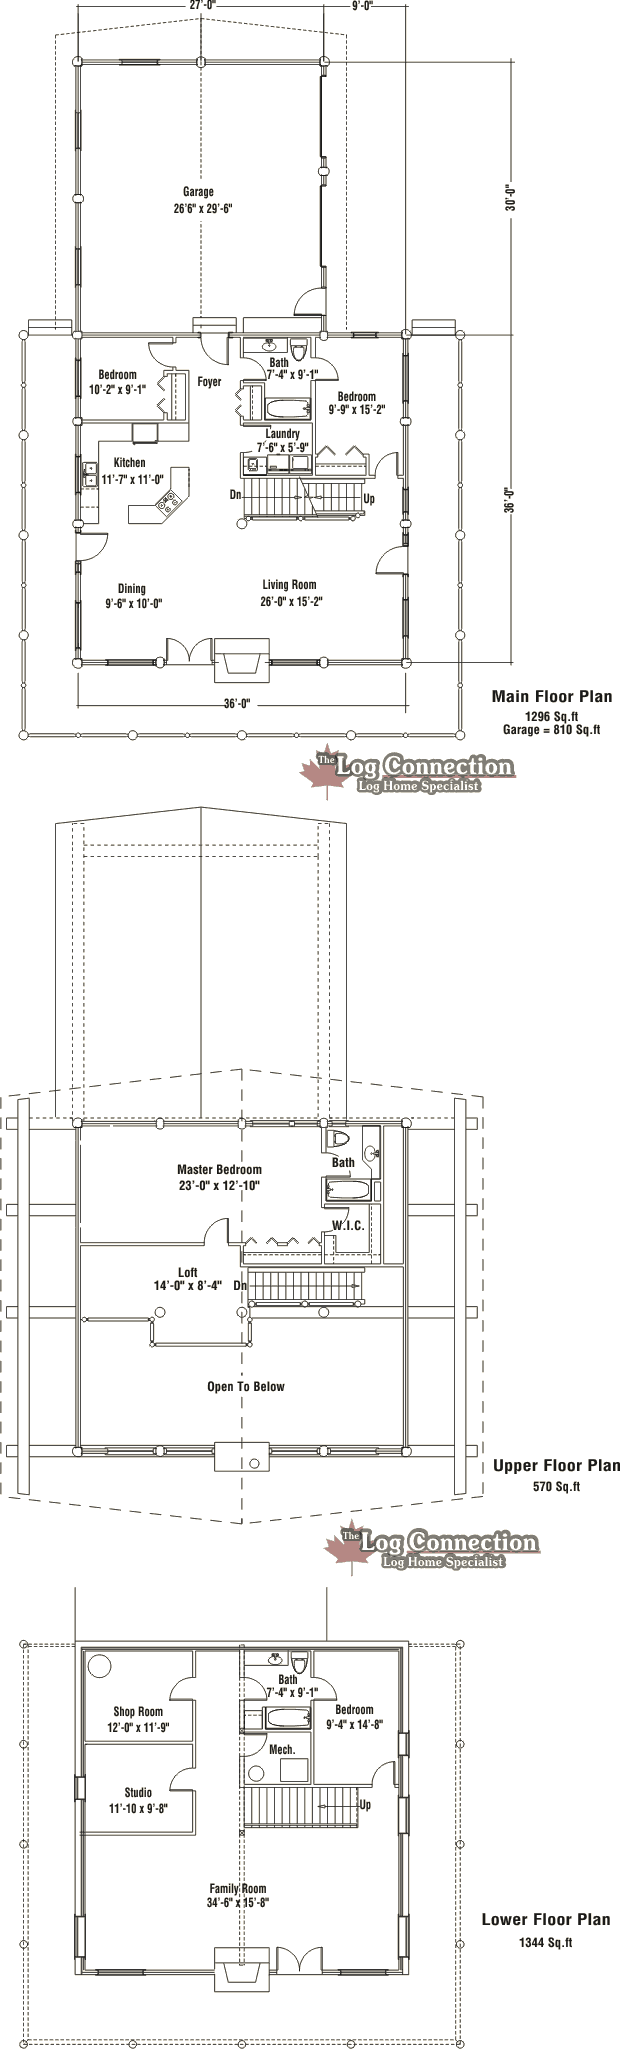 27'-0"
9'-0"
Garage
26'6" x 29'-6"
30'-0"
Bedroom
10'-2" x 9'-1"
Foyer
Bath
7'-4" x 9'-1"
Bedroom
9'-9" x 15'-2"
Laundry
7'-6" x 5'-9"
Kitchen
11'-7" x 11'-0"
Dn
Up
36'-0"
Dining
9'-6" x 10'-0"
Living Room
26'-0" x 15'-2"
36'-0"
Main Floor Plan
1296 Sq.ft
Garage = 810 Sq.ft
The Log Connection
Log Home Specialist
Master Bedroom
23'-0" x 12'-10"
Bath
W.I.C.
Loft
14'-0" x 8'-4"
Dn
Open To Below
Upper Floor Plan
570 Sq.ft
The Log Connection
Log Home Specialist
Shop Room
12'-0" x 11'-9"
Bath
7'-4" x 9'-1"
Bedroom
9'-4" x 14'-8"
Mech.
Studio
11'-10 x 9'-8"
Up
Family Room
34'-6" x 15'-8"
Lower Floor Plan
1344 Sq.ft